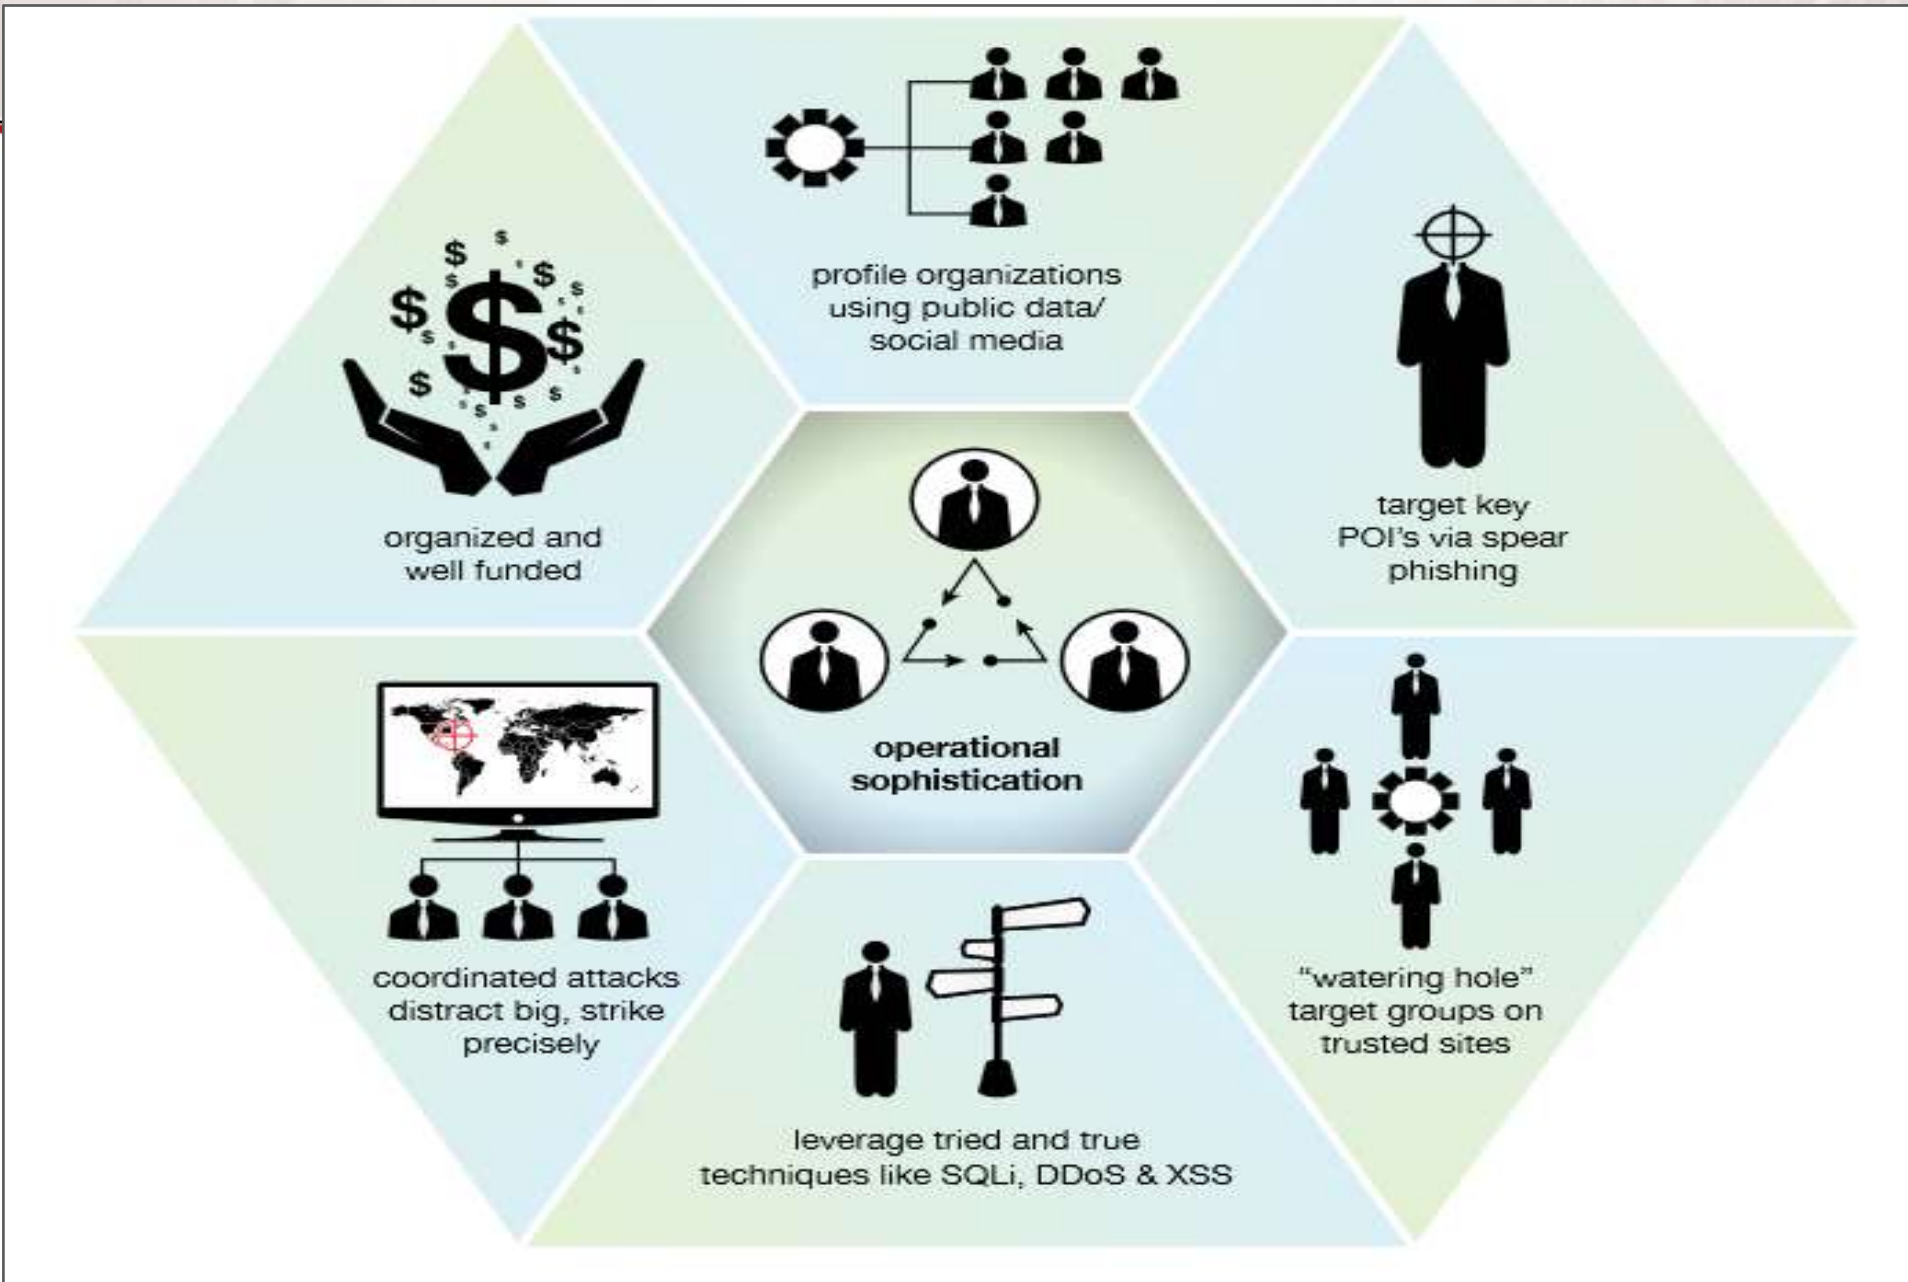 profile organizations
using public data/
social media
organized and
well funded
target key
POI's via spear
phishing
operational
sophistication
coordinated attacks
distract big, strike
precisely
“watering hole”
target groups on
trusted sites
leverage tried and true
techniques like SQLi, DDoS & XSS